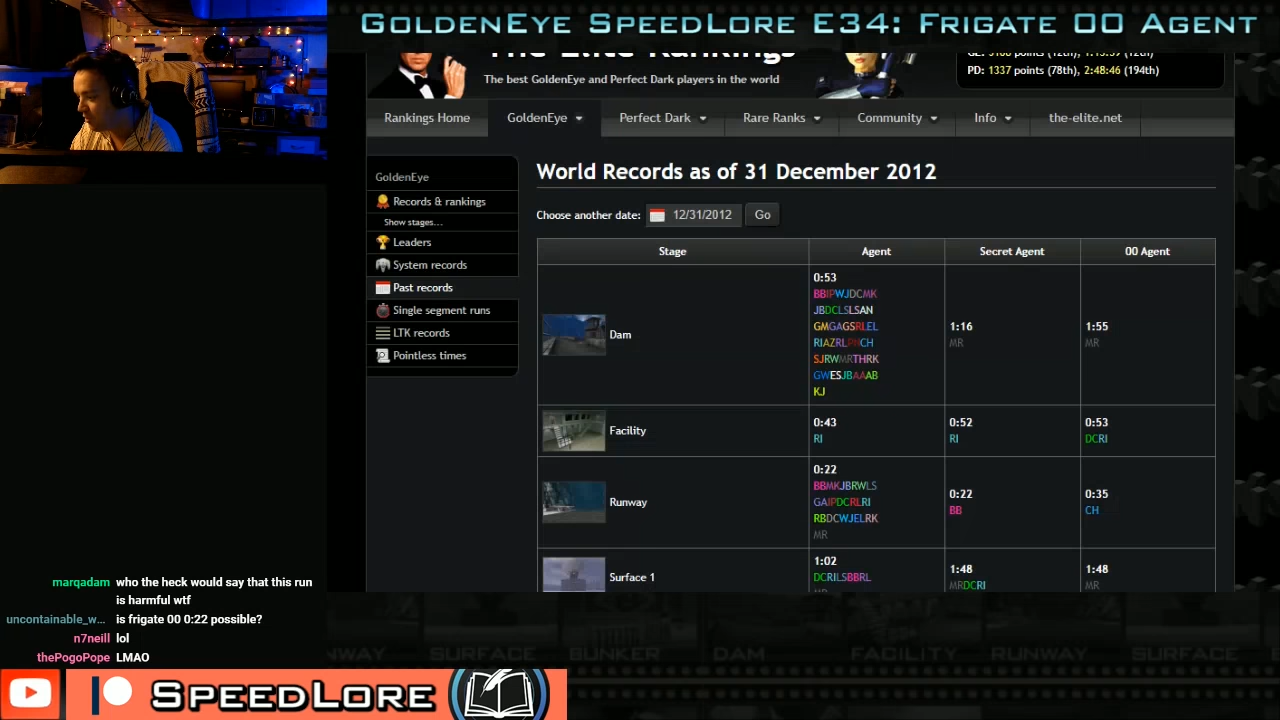 GOLDENEYE SPEEDLORE E34: FRIGATE 00 AGENT
The Elite Rankings
The best GoldenEye and Perfect Dark players in the world
PD: 1337 points (78th), 2:48:46 (194th)
Rankings Home GoldenEye Perfect Dark Rare Ranks Community Info the-elite.net
GoldenEye
Records & rankings
Show stages...
Leaders
System records
Past records
Single segment runs
LTK records
Pointless times
World Records as of 31 December 2012
Choose another date: 12/31/2012 Go
Stage Agent Secret Agent 00 Agent
Dam
0:53
BBIPWJDCMK
JBDCLSLSAN
GMGAGSRLEL
RIAZRLPNCH
SJRWMRTHRK
GWESJBAAAB
KJ
1:16
MR
1:55
MR
Facility
0:43
RI
0:52
RI
0:53
DCRI
Runway
0:22
BBMKJBRWLS
GAIPDCRLRI
RBDCWJELRK
MR
0:22
BB
0:35
CH
Surface 1
1:02
DCRILSBBRL
1:48
MRDCRI
1:48
MR
marqadam who the heck would say that this run
is harmful wtf
uncontainable_w... is frigate 00 0:22 possible?
n7neill lol
thePogoPope LMAO
SPEEDLORE
SURFACE BUNKER DAM FACILITY RUNWAY SURFACE